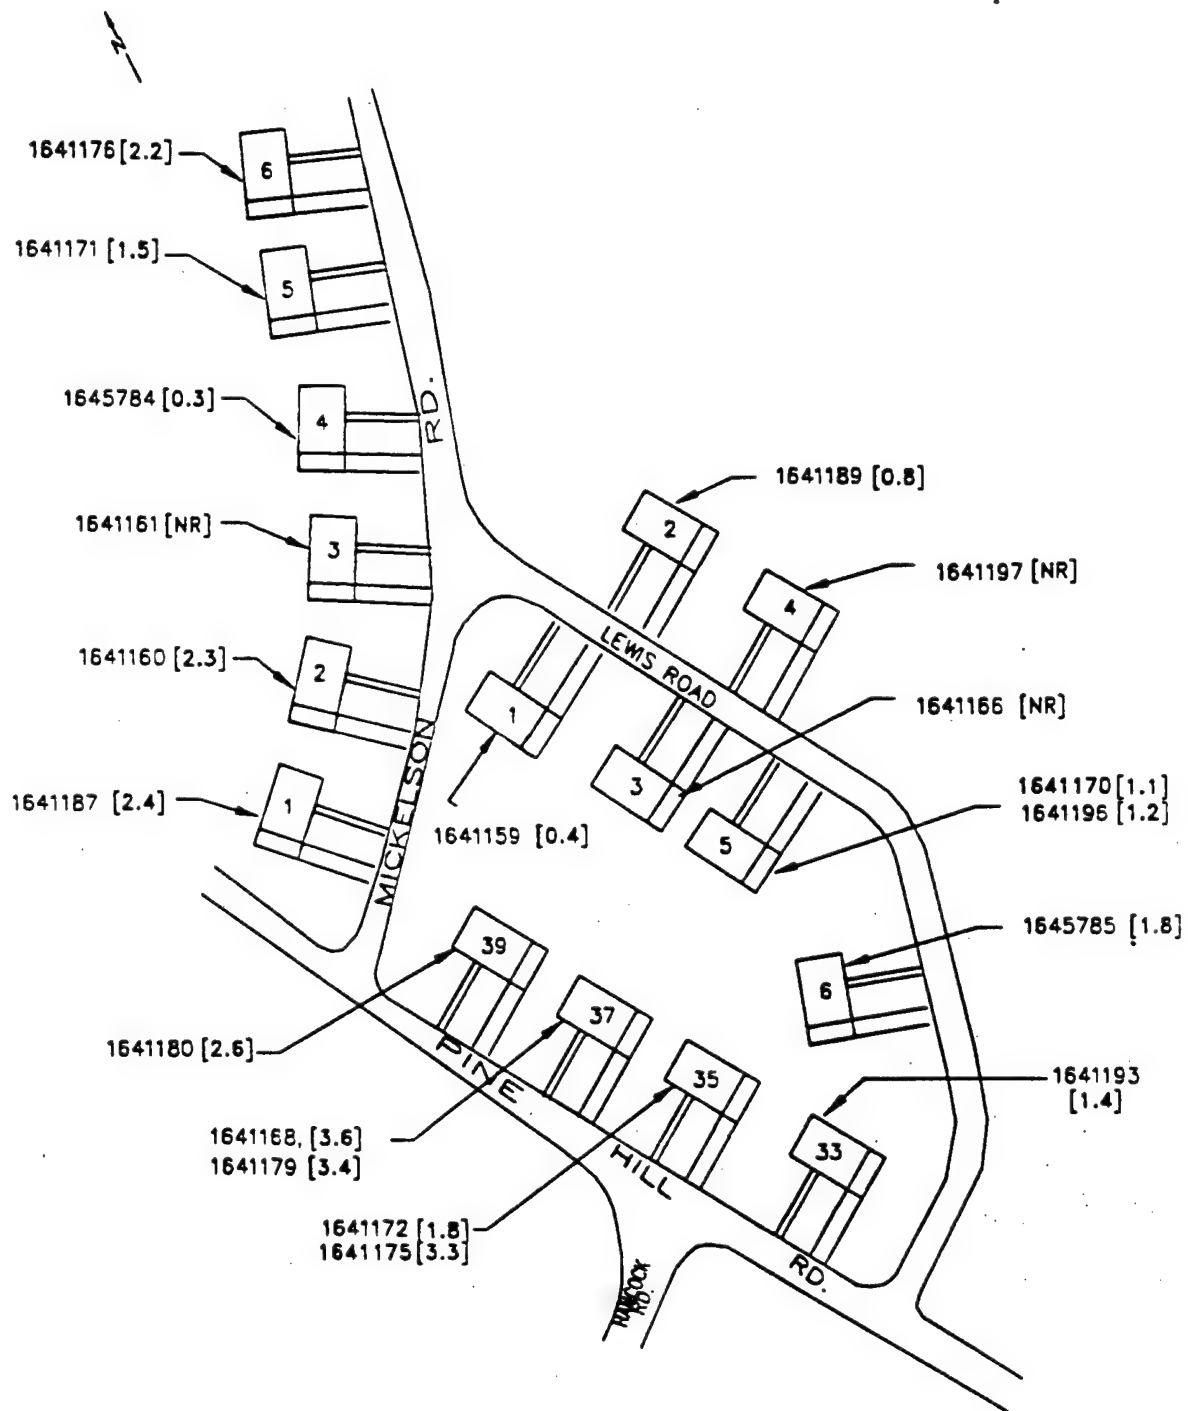 N
1641176 [2.2]
6
1641171 [1.5]
5
1645784 [0.3]
4
RD.
1641189 [0.8]
2
1641161 [NR]
3
1641197 [NR]
4
LEWIS ROAD
1641160 [2.3]
2
1
1641166 [NR]
3
MICKELSON
1641187 [2.4]
1
1641170 [1.1]
1641196 [1.2]
1641159 [0.4]
5
39
1645785 [1.8]
6
37
1641180 [2.6]
PINE
35
1641193
[1.4]
1641168, [3.6]
1641179 [3.4]
33
HILL
1641172 [1.8]
1641175 [3.3]
RD.
HANCOCK
RD.